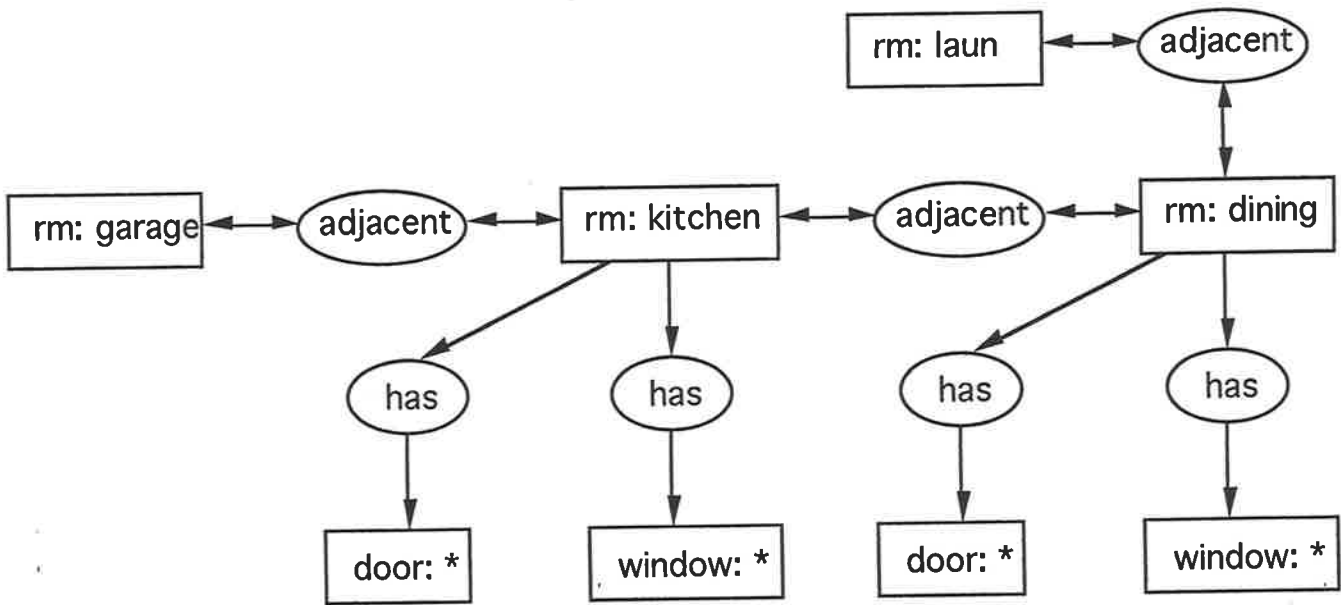 rm: laun
adjacent
rm: garage
adjacent
rm: kitchen
adjacent
rm: dining
has
has
has
has
door: *
window: *
door: *
window: *